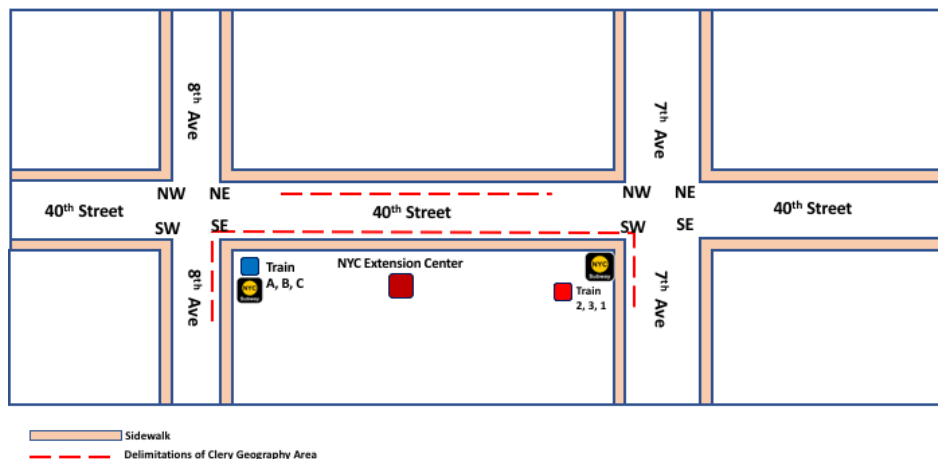 8th Ave
7th Ave
NW NE
NW NE
40th Street
40th Street
40th Street
SW SE
SW SE
Train
A, B, C
NYC
Subway
NYC Extension Center
NYC
Subway
Train
2, 3, 1
8th Ave
7th Ave
Sidewalk
Delimitations of Clery Geography Area